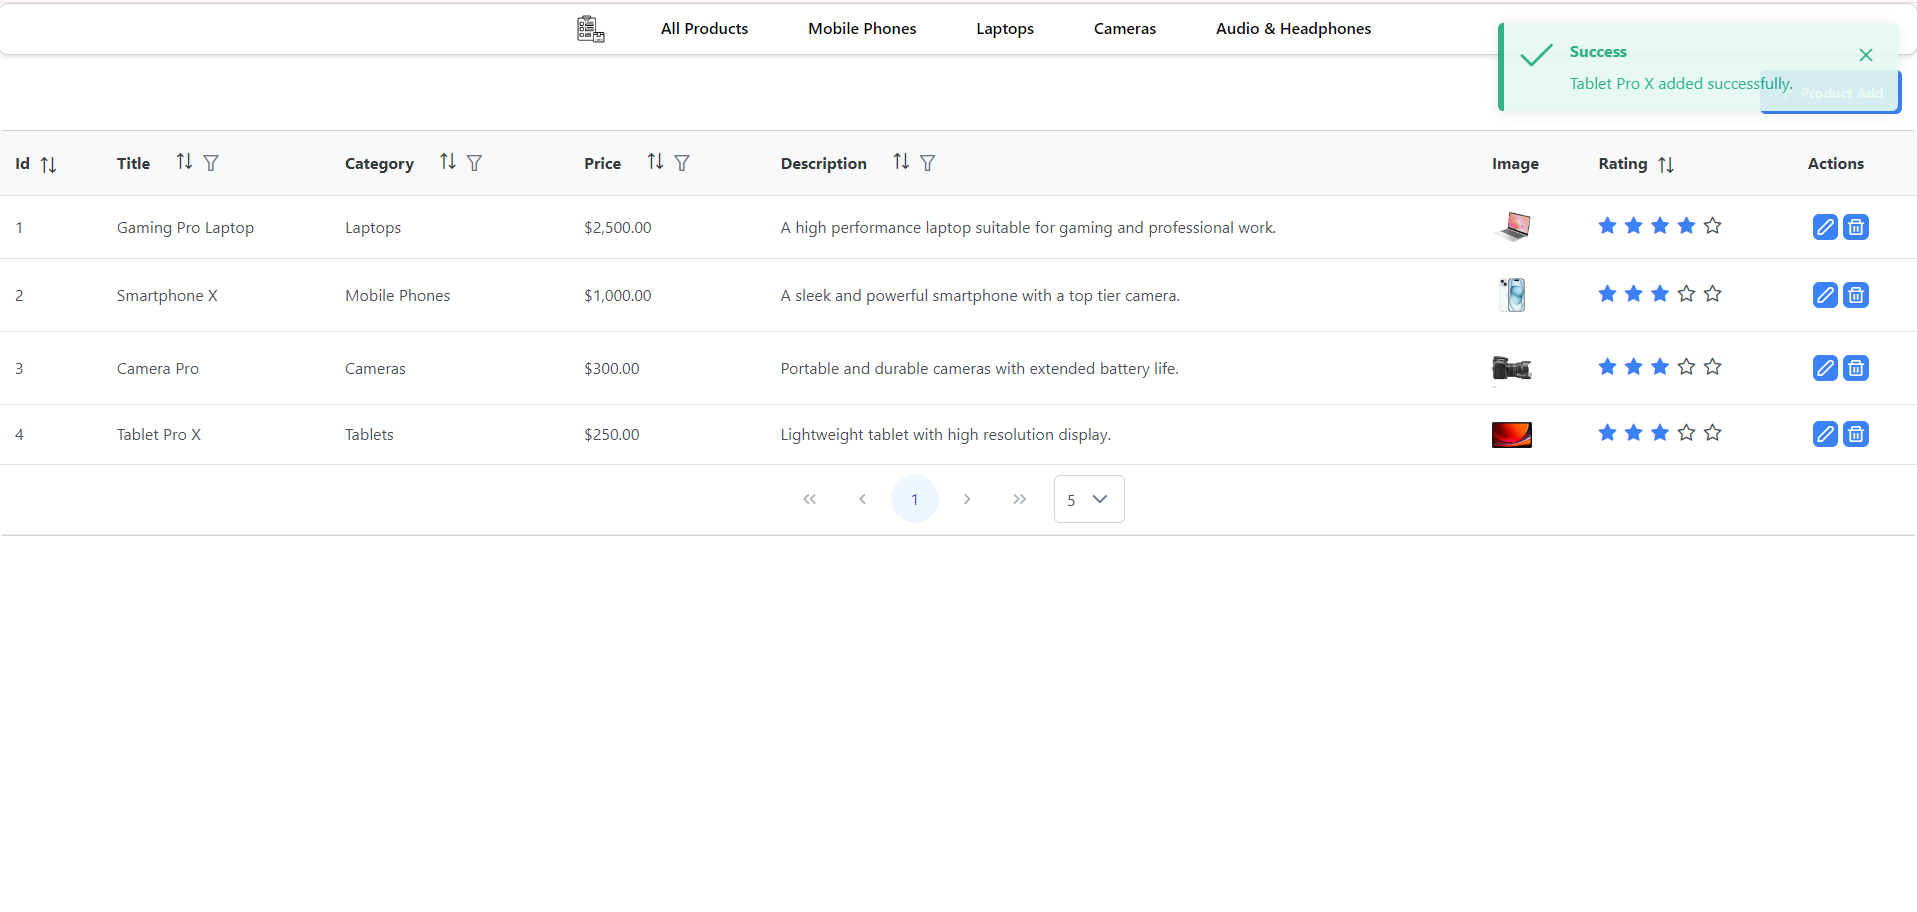 All Products Mobile Phones Laptops Cameras Audio & Headphones
Success
Tablet Pro X added successfully.
Product Add
Id Title Category Price Description Image Rating Actions
1 Gaming Pro Laptop Laptops $2,500.00 A high performance laptop suitable for gaming and professional work.
2 Smartphone X Mobile Phones $1,000.00 A sleek and powerful smartphone with a top tier camera.
3 Camera Pro Cameras $300.00 Portable and durable cameras with extended battery life.
4 Tablet Pro X Tablets $250.00 Lightweight tablet with high resolution display.
1 5